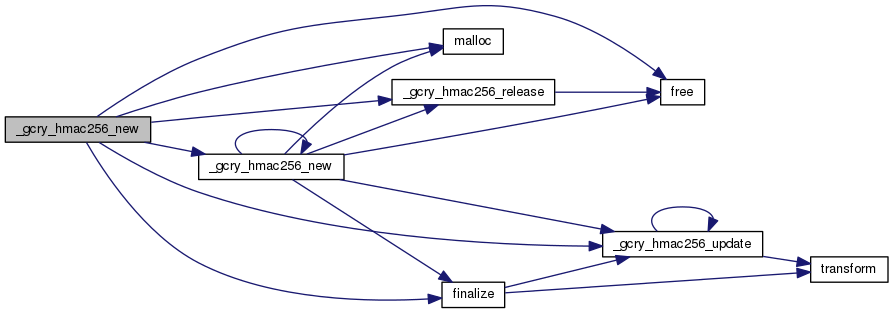 malloc
_gcry_hmac256_release
free
_gcry_hmac256_new
_gcry_hmac256_new
_gcry_hmac256_update
transform
finalize